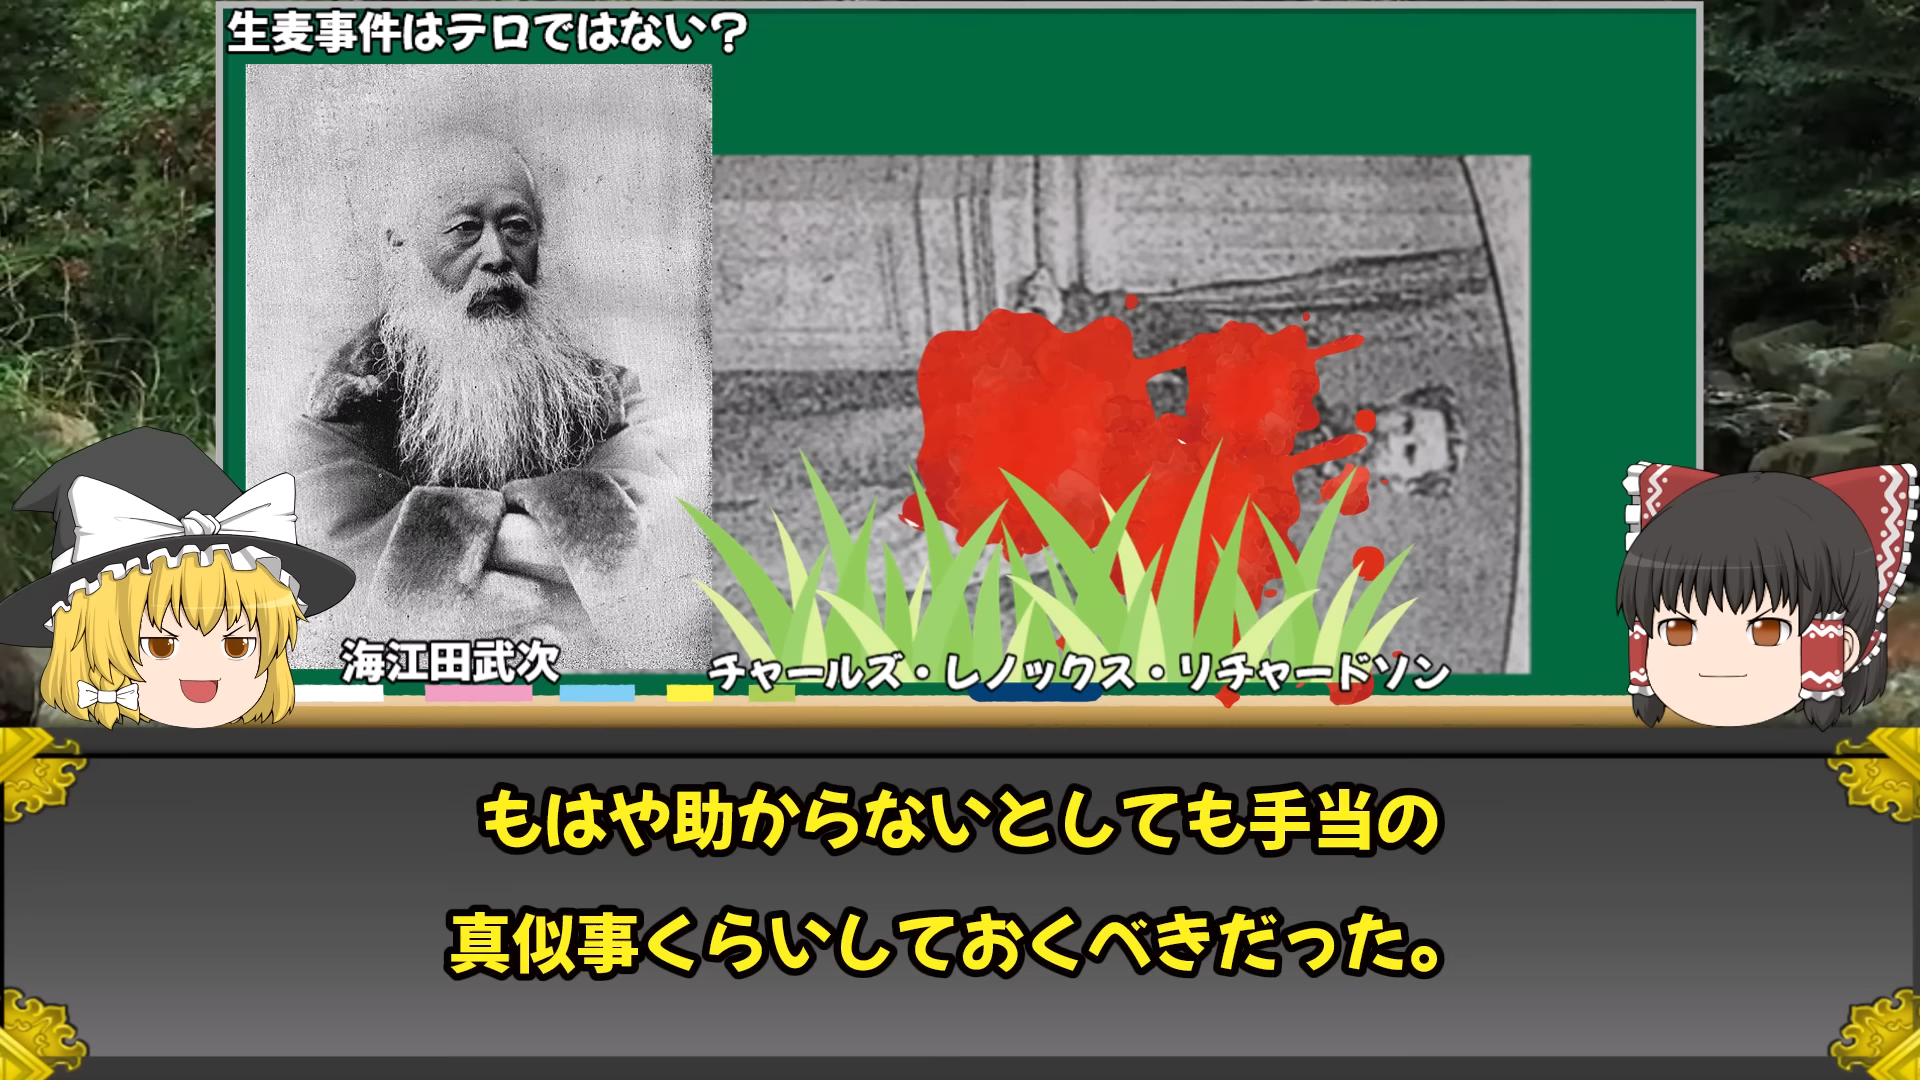 生麦事件はテロではない？
海江田武次
チャールズ・レノックス・リチャードソン
もはや助からないとしても手当の
真似事くらいしておくべきだった。